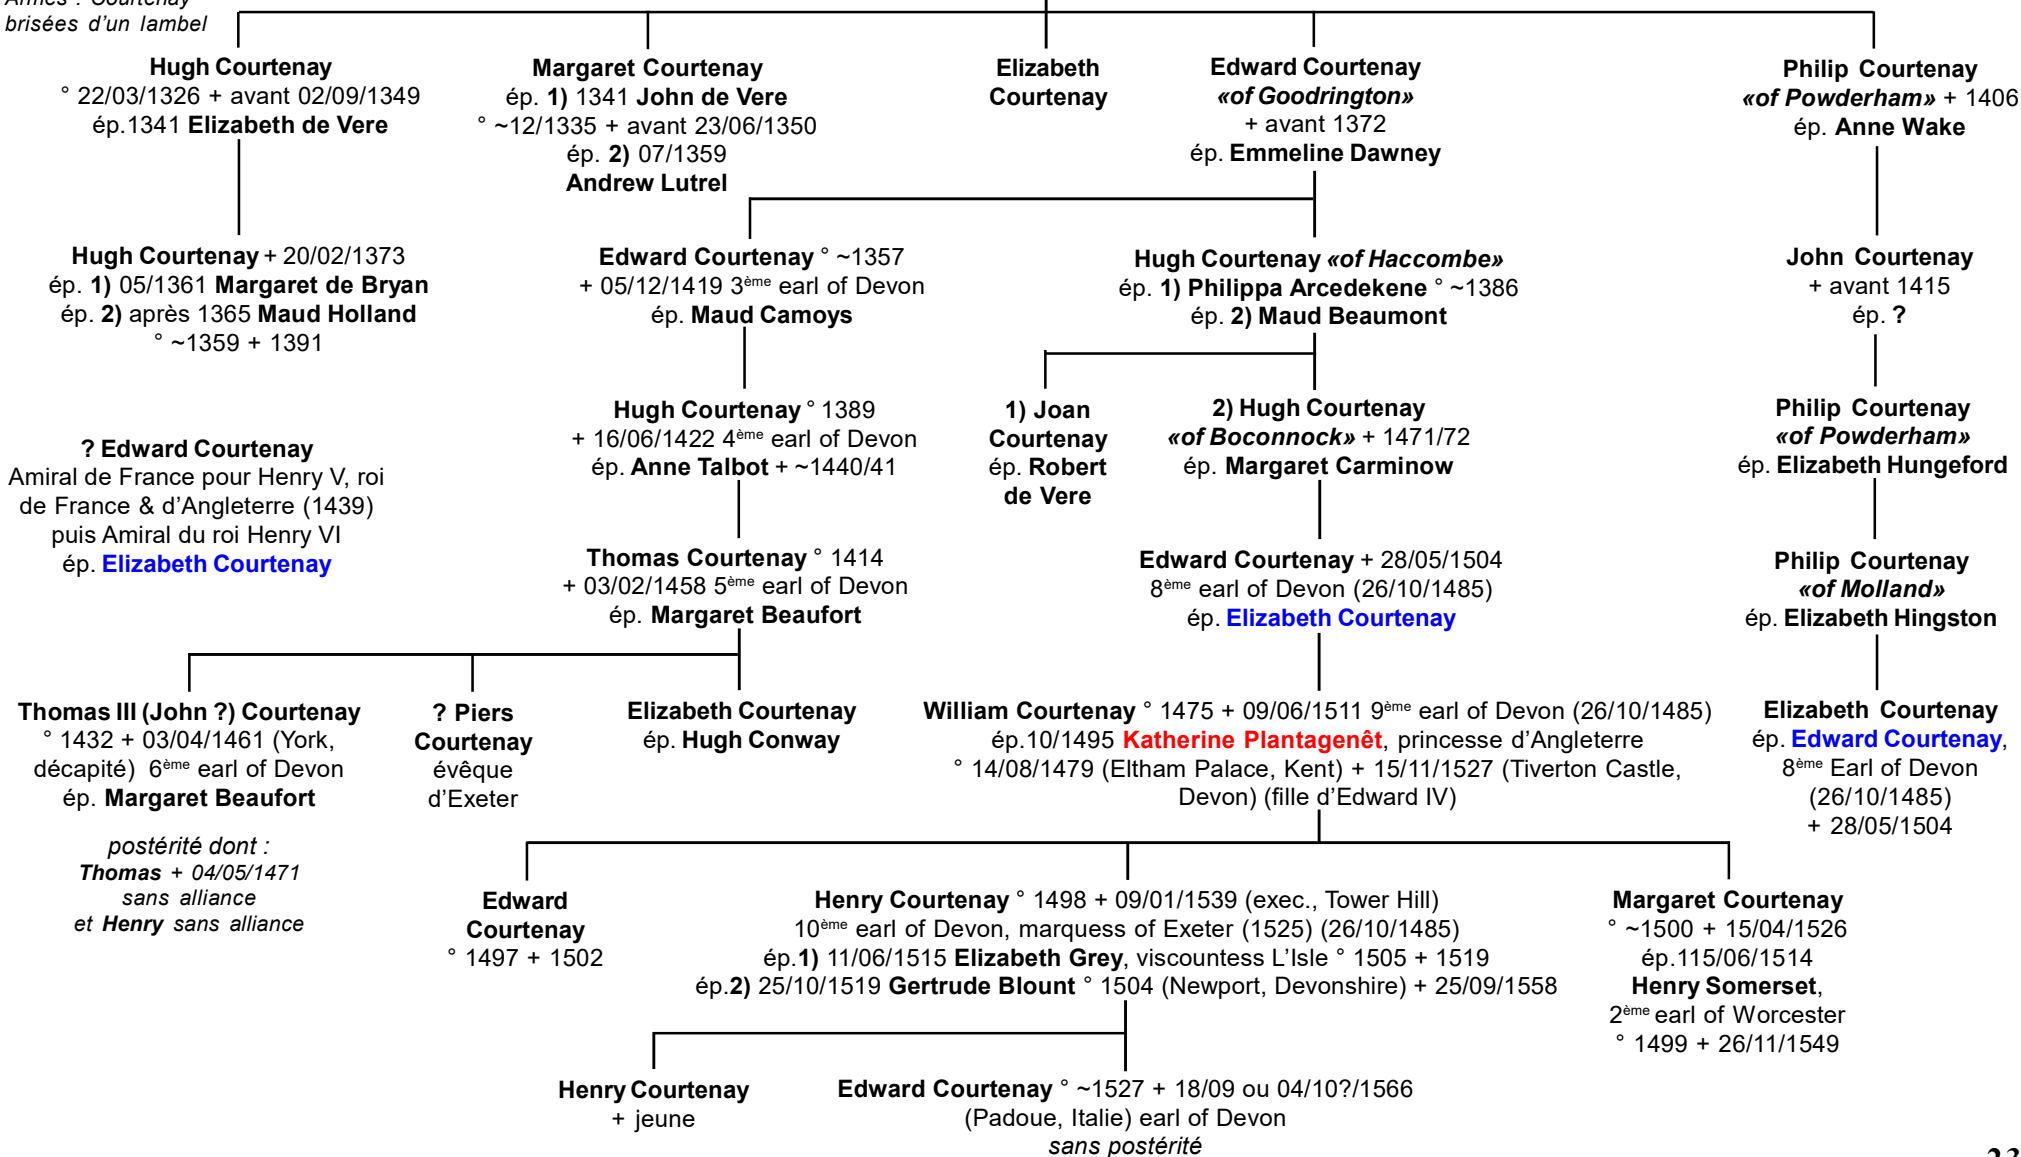 Armes : Courtenay
brisées d'un lambel
Hugh Courtenay
° 22/03/1326 + avant 02/09/1349
ép.1341 Elizabeth de Vere
Margaret Courtenay
ép. 1) 1341 John de Vere
° ~12/1335 + avant 23/06/1350
ép. 2) 07/1359
Andrew Lutrel
Elizabeth
Courtenay
Edward Courtenay
«of Goodrington»
+ avant 1372
ép. Emmeline Dawney
Philip Courtenay
«of Powderham» + 1406
ép. Anne Wake
Hugh Courtenay + 20/02/1373
ép. 1) 05/1361 Margaret de Bryan
ép. 2) après 1365 Maud Holland
° ~1359 + 1391
Edward Courtenay ° ~1357
+ 05/12/1419 3ème earl of Devon
ép. Maud Camoys
Hugh Courtenay «of Haccombe»
ép. 1) Philippa Arcedekene ° ~1386
ép. 2) Maud Beaumont
John Courtenay
+ avant 1415
ép. ?
? Edward Courtenay
Amiral de France pour Henry V, roi
de France & d'Angleterre (1439)
puis Amiral du roi Henry VI
ép. Elizabeth Courtenay
Hugh Courtenay ° 1389
+ 16/06/1422 4ème earl of Devon
ép. Anne Talbot + ~1440/41
1) Joan
Courtenay
ép. Robert
de Vere
2) Hugh Courtenay
«of Boconnock» + 1471/72
ép. Margaret Carminow
Philip Courtenay
«of Powderham»
ép. Elizabeth Hungeford
Thomas Courtenay ° 1414
+ 03/02/1458 5ème earl of Devon
ép. Margaret Beaufort
Edward Courtenay + 28/05/1504
8ème earl of Devon (26/10/1485)
ép. Elizabeth Courtenay
Philip Courtenay
«of Molland»
ép. Elizabeth Hingston
Thomas III (John ?) Courtenay
° 1432 + 03/04/1461 (York,
décapité) 6ème earl of Devon
ép. Margaret Beaufort
postérité dont :
Thomas + 04/05/1471
sans alliance
et Henry sans alliance
? Piers
Courtenay
évêque
d'Exeter
Elizabeth Courtenay
ép. Hugh Conway
William Courtenay ° 1475 + 09/06/1511 9ème earl of Devon (26/10/1485)
ép.10/1495 Katherine Plantagenêt, princesse d'Angleterre
° 14/08/1479 (Eltham Palace, Kent) + 15/11/1527 (Tiverton Castle,
Devon) (fille d'Edward IV)
Elizabeth Courtenay
ép. Edward Courtenay,
8ème Earl of Devon
(26/10/1485)
+ 28/05/1504
Edward
Courtenay
° 1497 + 1502
Henry Courtenay ° 1498 + 09/01/1539 (exec., Tower Hill)
10ème earl of Devon, marquess of Exeter (1525) (26/10/1485)
ép.1) 11/06/1515 Elizabeth Grey, viscountess L'Isle ° 1505 + 1519
ép.2) 25/10/1519 Gertrude Blount ° 1504 (Newport, Devonshire) + 25/09/1558
Margaret Courtenay
° ~1500 + 15/04/1526
ép.115/06/1514
Henry Somerset,
2ème earl of Worcester
° 1499 + 26/11/1549
Henry Courtenay
+ jeune
Edward Courtenay ° ~1527 + 18/09 ou 04/10?/1566
(Padoue, Italie) earl of Devon
sans postérité